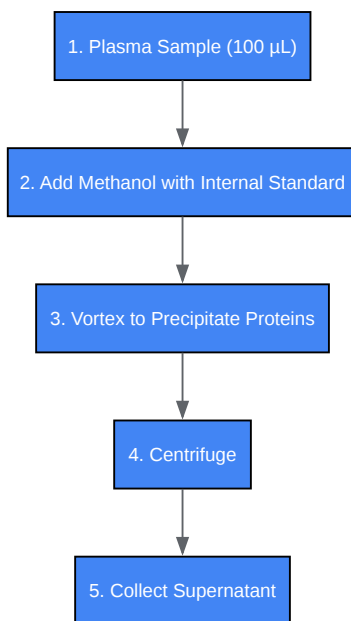 1. Plasma Sample (100 µL)
2. Add Methanol with Internal Standard
3. Vortex to Precipitate Proteins
4. Centrifuge
5. Collect Supernatant